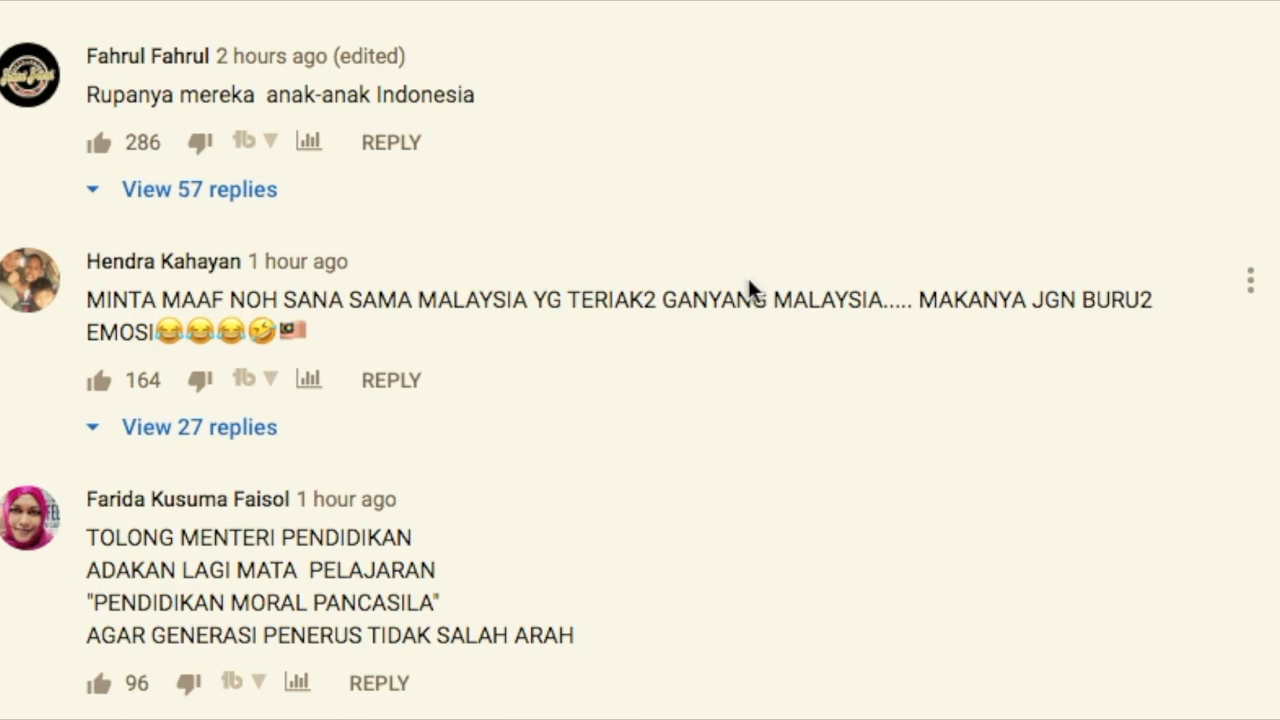 Fahrul Fahrul 2 hours ago (edited)
Rupanya mereka  anak-anak Indonesia
286 REPLY
View 57 replies
Hendra Kahayan 1 hour ago
MINTA MAAF NOH SANA SAMA MALAYSIA YG TERIAK2 GANYANG MALAYSIA..... MAKANYA JGN BURU2
EMOSI😂😂😂🤣🇲🇾
164 REPLY
View 27 replies
Farida Kusuma Faisol 1 hour ago
TOLONG MENTERI PENDIDIKAN
ADAKAN LAGI MATA  PELAJARAN
"PENDIDIKAN MORAL PANCASILA"
AGAR GENERASI PENERUS TIDAK SALAH ARAH
96 REPLY